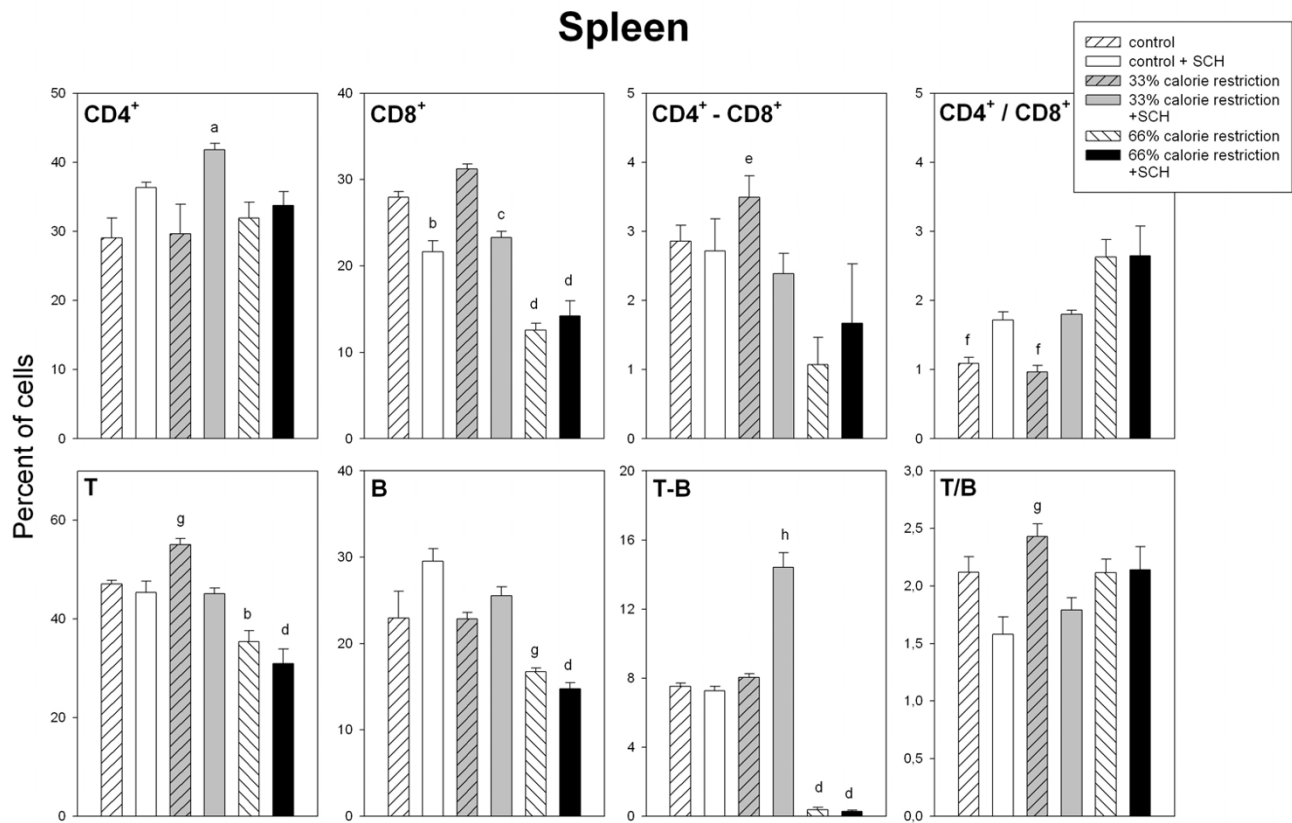 Spleen
control
control + SCH
33% calorie restriction
33% calorie restriction
+SCH
66% calorie restriction
66% calorie restriction
+SCH
Percent of cells
CD4+
50
40
30
20
10
0
a
CD8+
40
30
20
10
0
b
c
d
d
CD4+ - CD8+
5
4
3
2
1
0
e
CD4+ / CD8+
5
4
3
2
1
0
f
f
T
60
40
20
0
g
b
d
B
40
30
20
10
0
g
d
T-B
20
16
12
8
4
0
h
d
d
T/B
3,0
2,5
2,0
1,5
1,0
0,5
0,0
g